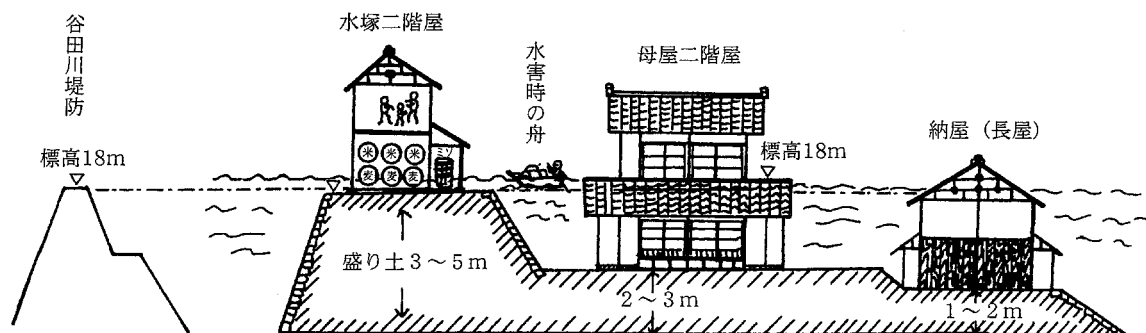 谷田川堤防
標高18m
水塚二階屋
米 米 米
麦 麦 麦
ミソ
水害時の舟
母屋二階屋
標高18m
納屋（長屋）
盛り土3～5m
2～3m
1～2m